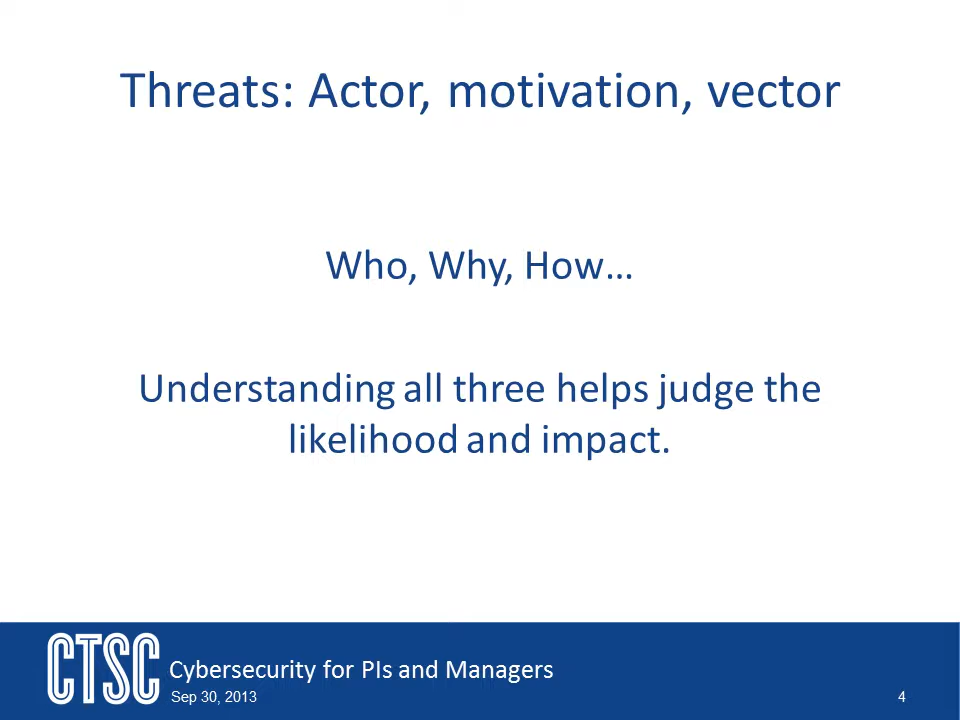 Threats: Actor, motivation, vector
Who, Why, How…
Understanding all three helps judge the
likelihood and impact.
CTSC
Cybersecurity for PIs and Managers
Sep 30, 2013
4